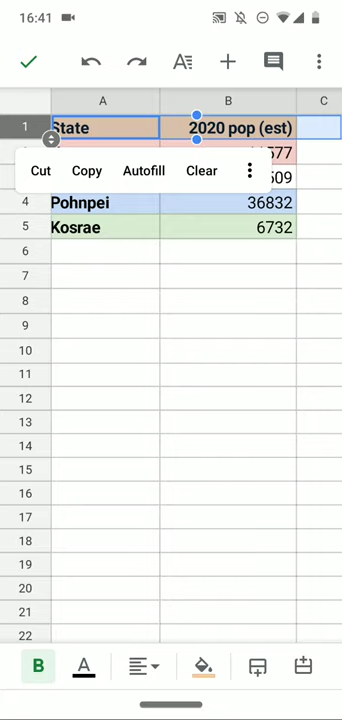 16:41
A
A B C
1 State 2020 pop (est)
577
Cut Copy Autofill Clear
509
4 Pohnpei 36832
5 Kosrae 6732
6
7
8
9
10
11
12
13
14
15
16
17
18
19
20
21
22
B A